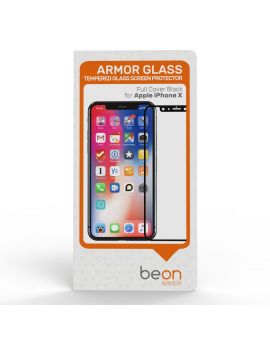 ARMOR GLASS
TEMPERED GLASS SCREEN PROTECTOR
Full Cover Black
for Apple iPhone X
beon
ARMOR